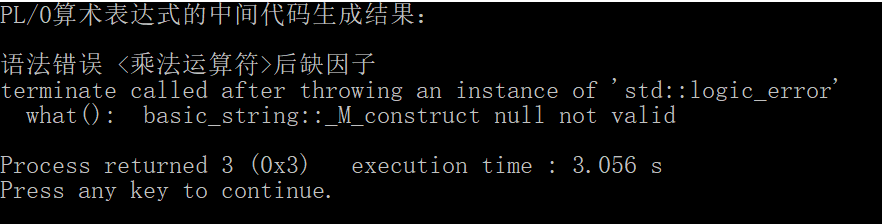 PL/0算术表达式的中间代码生成结果：
语法错误 <乘法运算符>后缺因子
terminate called after throwing an instance of 'std::logic_error'
what():  basic_string::_M_construct null not valid
Process returned 3 (0x3)   execution time : 3.056 s
Press any key to continue.